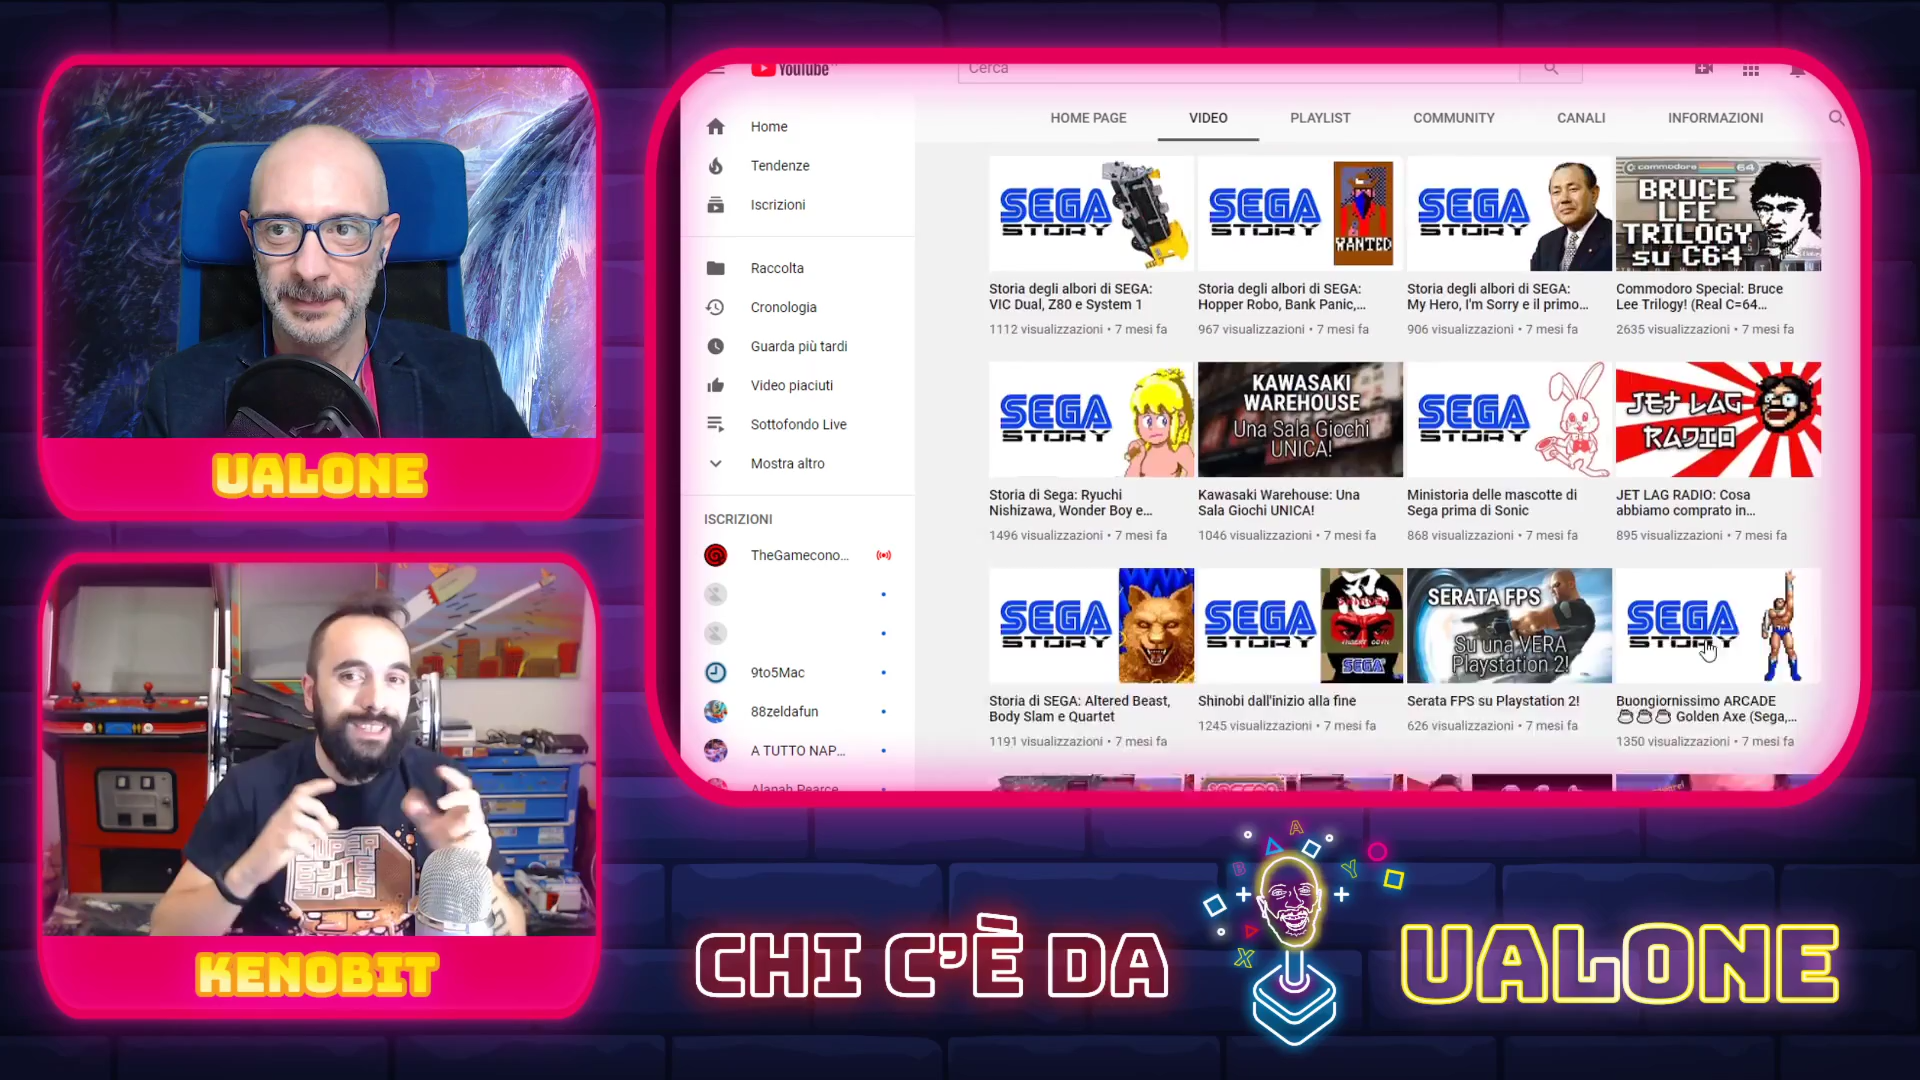 UALONE
KENOBIT
YouTube
Cerca
Home
Tendenze
Iscrizioni
Raccolta
Cronologia
Guarda più tardi
Video piaciuti
Sottofondo Live
Mostra altro
ISCRIZIONI
TheGamecono...
9to5Mac
88zeldafun
A TUTTO NAP...
Alanah Pearce
HOME PAGE
VIDEO
PLAYLIST
COMMUNITY
CANALI
INFORMAZIONI
SEGA
STORY
Storia degli albori di SEGA:
VIC Dual, Z80 e System 1
1112 visualizzazioni • 7 mesi fa
SEGA
STORY
WANTED
Storia degli albori di SEGA:
Hopper Robo, Bank Panic,...
967 visualizzazioni • 7 mesi fa
SEGA
STORY
Storia degli albori di SEGA:
My Hero, I'm Sorry e il primo...
906 visualizzazioni • 7 mesi fa
commodore 64
BRUCE
LEE
TRILOGY
su C64
Commodoro Special: Bruce
Lee Trilogy! (Real C=64...
2635 visualizzazioni • 7 mesi fa
SEGA
STORY
Storia di Sega: Ryuchi
Nishizawa, Wonder Boy e...
1496 visualizzazioni • 7 mesi fa
KAWASAKI
WAREHOUSE
Una Sala Giochi
UNICA!
Kawasaki Warehouse: Una
Sala Giochi UNICA!
1046 visualizzazioni • 7 mesi fa
SEGA
STORY
Ministoria delle mascotte di
Sega prima di Sonic
868 visualizzazioni • 7 mesi fa
JET LAG
RADIO
JET LAG RADIO: Cosa
abbiamo comprato in...
895 visualizzazioni • 7 mesi fa
SEGA
STORY
Storia di SEGA: Altered Beast,
Body Slam e Quartet
1191 visualizzazioni • 7 mesi fa
SEGA
STORY
忍
INSERT COIN
SEGA
Shinobi dall'inizio alla fine
1245 visualizzazioni • 7 mesi fa
SERATA FPS
Su una VERA
Playstation 2!
Serata FPS su Playstation 2!
626 visualizzazioni • 7 mesi fa
SEGA
STORY
Buongiornissimo ARCADE
Golden Axe (Sega,...
1350 visualizzazioni • 7 mesi fa
SUPER
BYTE
BOYS
CHI C'È DA
A
B
Y
X
UALONE